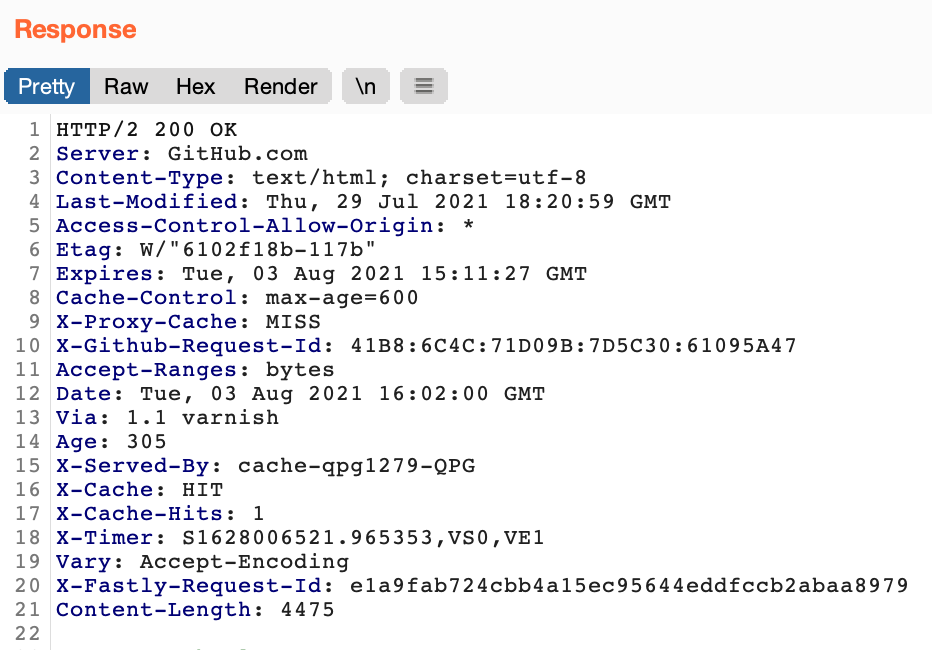 Response
Pretty Raw Hex Render \n
1 HTTP/2 200 OK
2 Server: GitHub.com
3 Content-Type: text/html; charset=utf-8
4 Last-Modified: Thu, 29 Jul 2021 18:20:59 GMT
5 Access-Control-Allow-Origin: *
6 Etag: W/"6102f18b-117b"
7 Expires: Tue, 03 Aug 2021 15:11:27 GMT
8 Cache-Control: max-age=600
9 X-Proxy-Cache: MISS
10 X-Github-Request-Id: 41B8:6C4C:71D09B:7D5C30:61095A47
11 Accept-Ranges: bytes
12 Date: Tue, 03 Aug 2021 16:02:00 GMT
13 Via: 1.1 varnish
14 Age: 305
15 X-Served-By: cache-qpg1279-QPG
16 X-Cache: HIT
17 X-Cache-Hits: 1
18 X-Timer: S1628006521.965353,VS0,VE1
19 Vary: Accept-Encoding
20 X-Fastly-Request-Id: e1a9fab724cbb4a15ec95644eddfccb2abaa8979
21 Content-Length: 4475
22